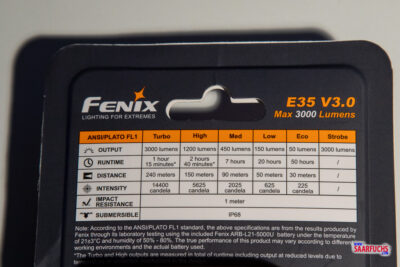 FENIX
LIGHTING FOR EXTREMES
E35 V3.0
Max 3000 Lumens
ANSI/PLATO FL1 Turbo High Med Low Eco Strobe
OUTPUT 3000 lumens 1200 lumens 450 lumens 150 lumens 50 lumens 3000 lumens
RUNTIME 1 hour 15 minutes* 2 hours 40 minutes* 7 hours 20 hours 50 hours /
DISTANCE 245 meters 150 meters 90 meters 50 meters 30 meters /
INTENSITY 14400 candela 5625 candela 2025 candela 625 candela 225 candela /
IMPACT RESISTANCE 1 meter
SUBMERSIBLE IP68
Note: According to the ANSI/PLATO FL1 standard, the above specifications are from the results produced by
Fenix through its laboratory testing using the included Fenix ARB-L21-5000U battery under the temperature
of 21±3°C and humidity of 50% - 80%. The true performance of this product may vary according to different
working environments and the actual battery used.
*The Turbo and High outputs are measured in total of runtime including output at reduced levels due to
SAARFUCHS